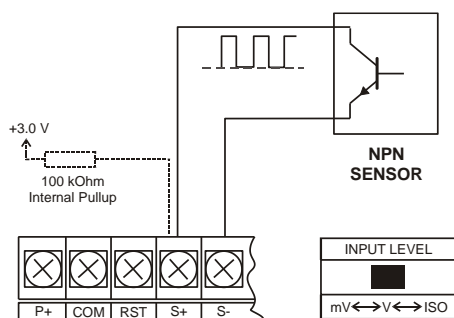 +3.0 V
100 kOhm
Internal Pullup
NPN
SENSOR
INPUT LEVEL
mV↔V↔ISO
P+ COM RST S+ S-